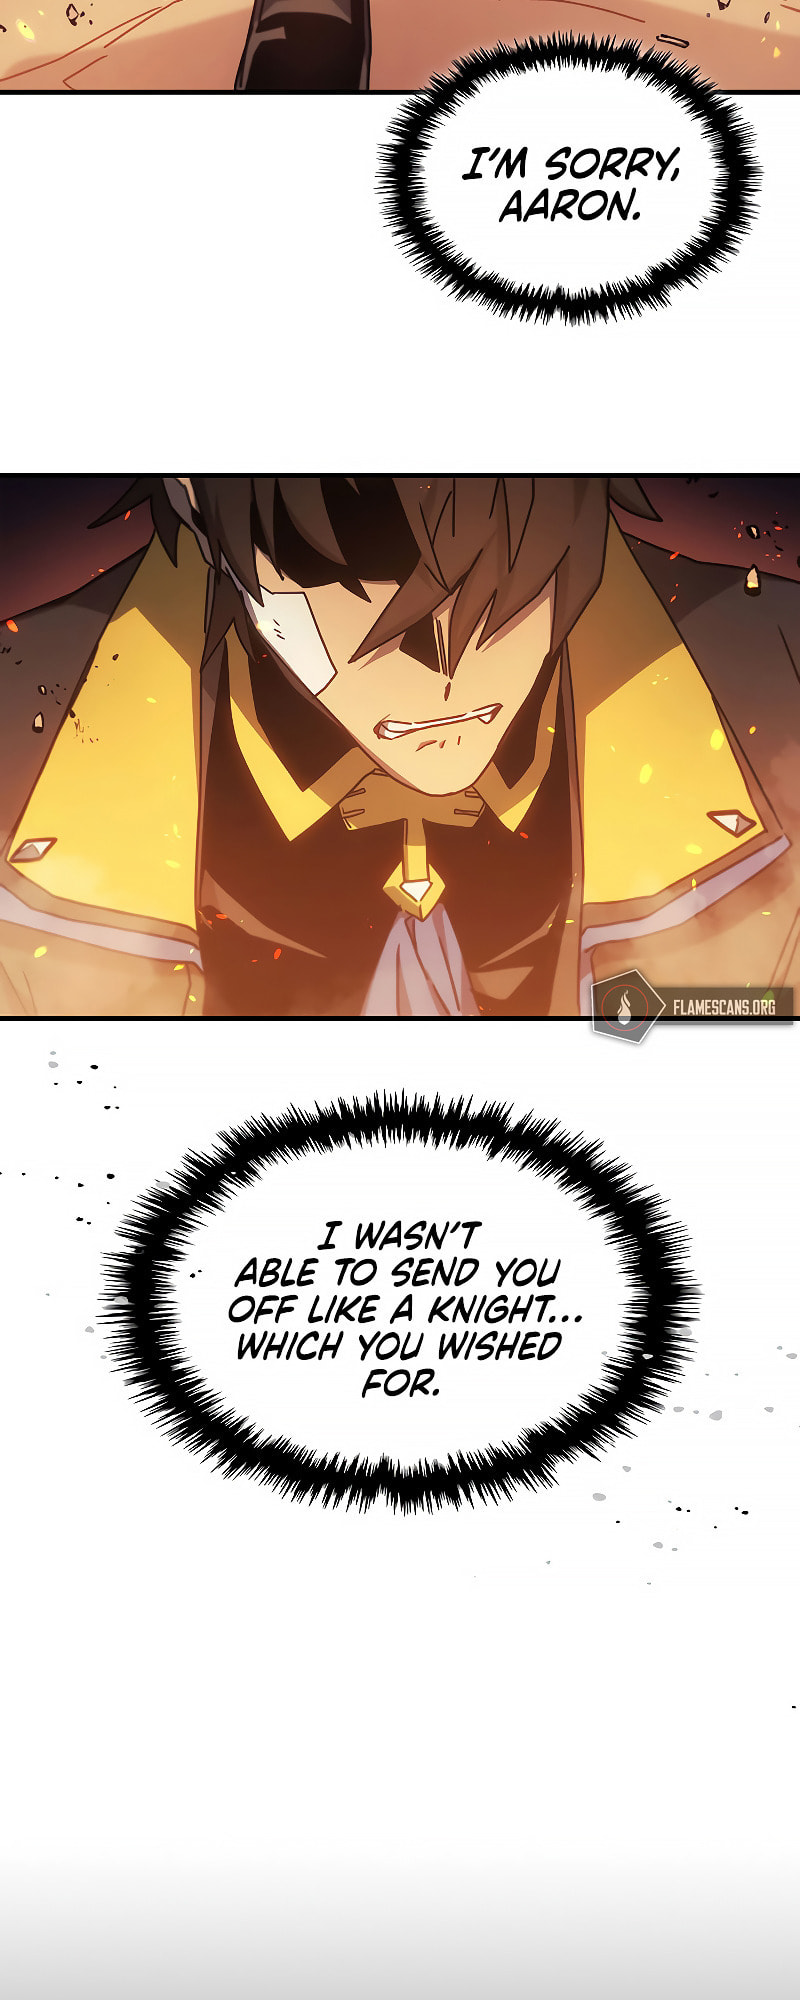 I'M SORRY,
AARON.
FLAMESCANS.ORG
I WASN'T
ABLE TO SEND YOU
OFF LIKE A KNIGHT...
WHICH YOU WISHED
FOR.